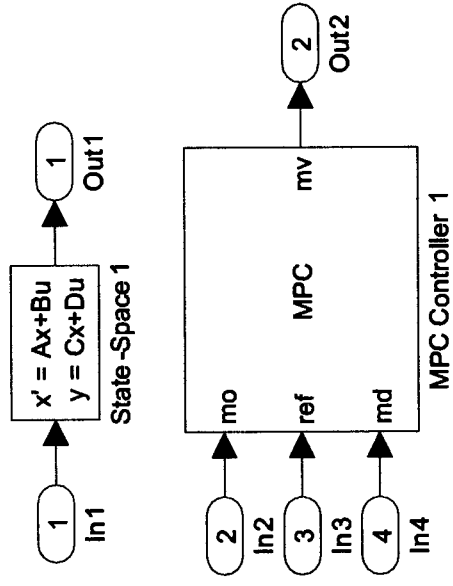 1
In1
x' = Ax+Bu
y = Cx+Du
State-Space 1
1
Out1
2
In2
3
In3
4
In4
mo
ref
md
MPC
mv
MPC Controller 1
2
Out2